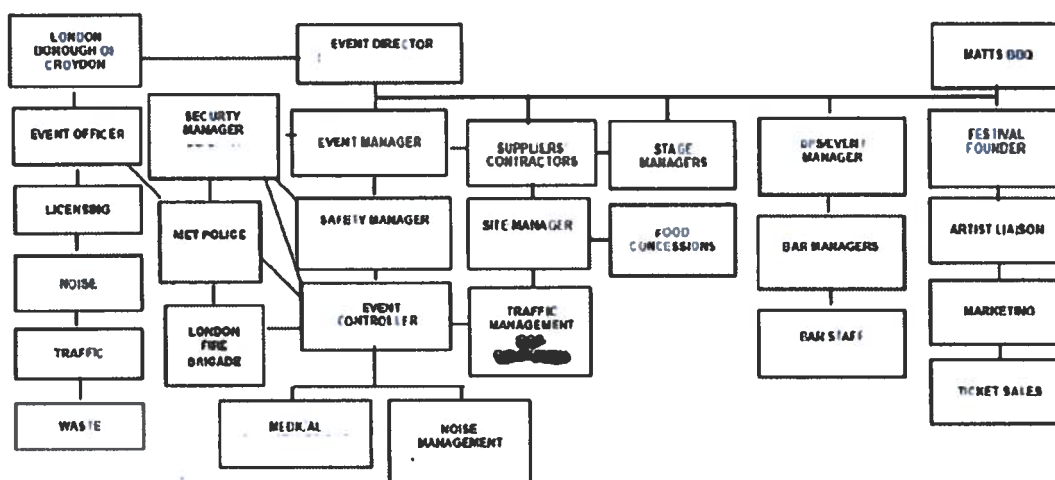 LONDON
BOROUGH OF
CROYDON
EVENT DIRECTOR
MATTS BBQ
EVENT OFFICER
SECURTY
MANAGER
EVENT MANAGER
SUPPLIERS
CONTRACTORS
STAGE
MANAGERS
MANAGER
FESTIVAL
FOUNDER
LICENSING
MET POLICE
SAFETY MANAGER
SITE MANAGER
FOOD
CONCESSIONS
BAR MANAGERS
ARTIST LIAISON
NOISE
LONDON
FIRE
BRIGADE
EVENT
CONTROLLER
TRAFFIC
MANAGEMENT
BAR STAFF
MARKETING
TRAFFIC
TICKET SALES
WASTE
MEDICAL
NOISE
MANAGEMENT